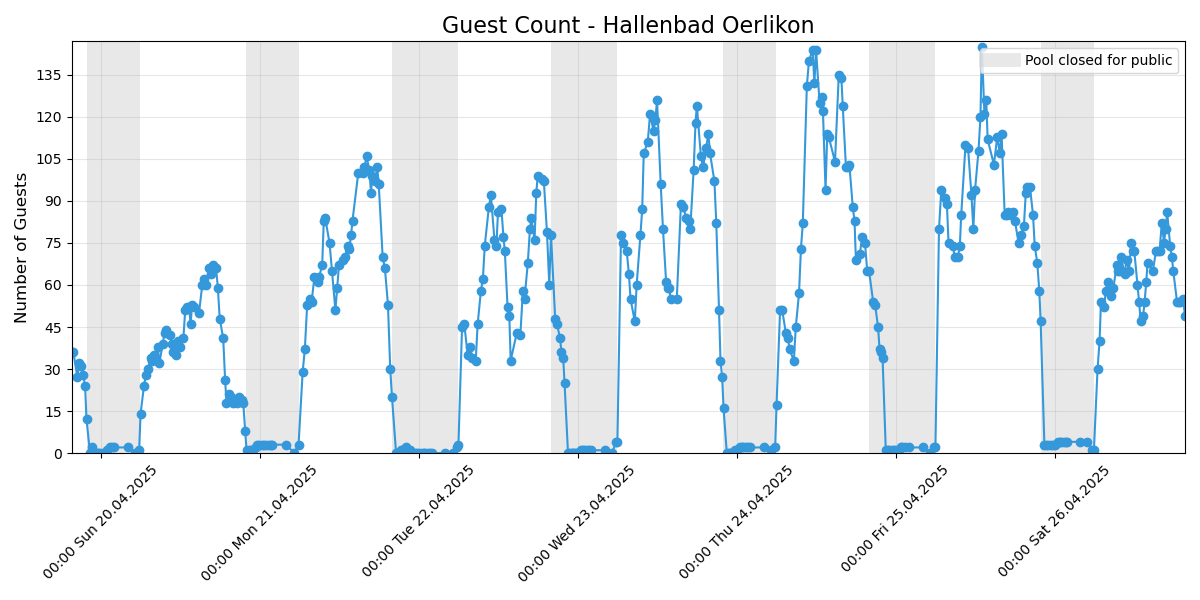 Guest Count - Hallenbad Oerlikon
Pool closed for public
Number of Guests
135
120
105
90
75
60
45
30
15
0
00:00 Sun 20.04.2025
00:00 Mon 21.04.2025
00:00 Tue 22.04.2025
00:00 Wed 23.04.2025
00:00 Thu 24.04.2025
00:00 Fri 25.04.2025
00:00 Sat 26.04.2025